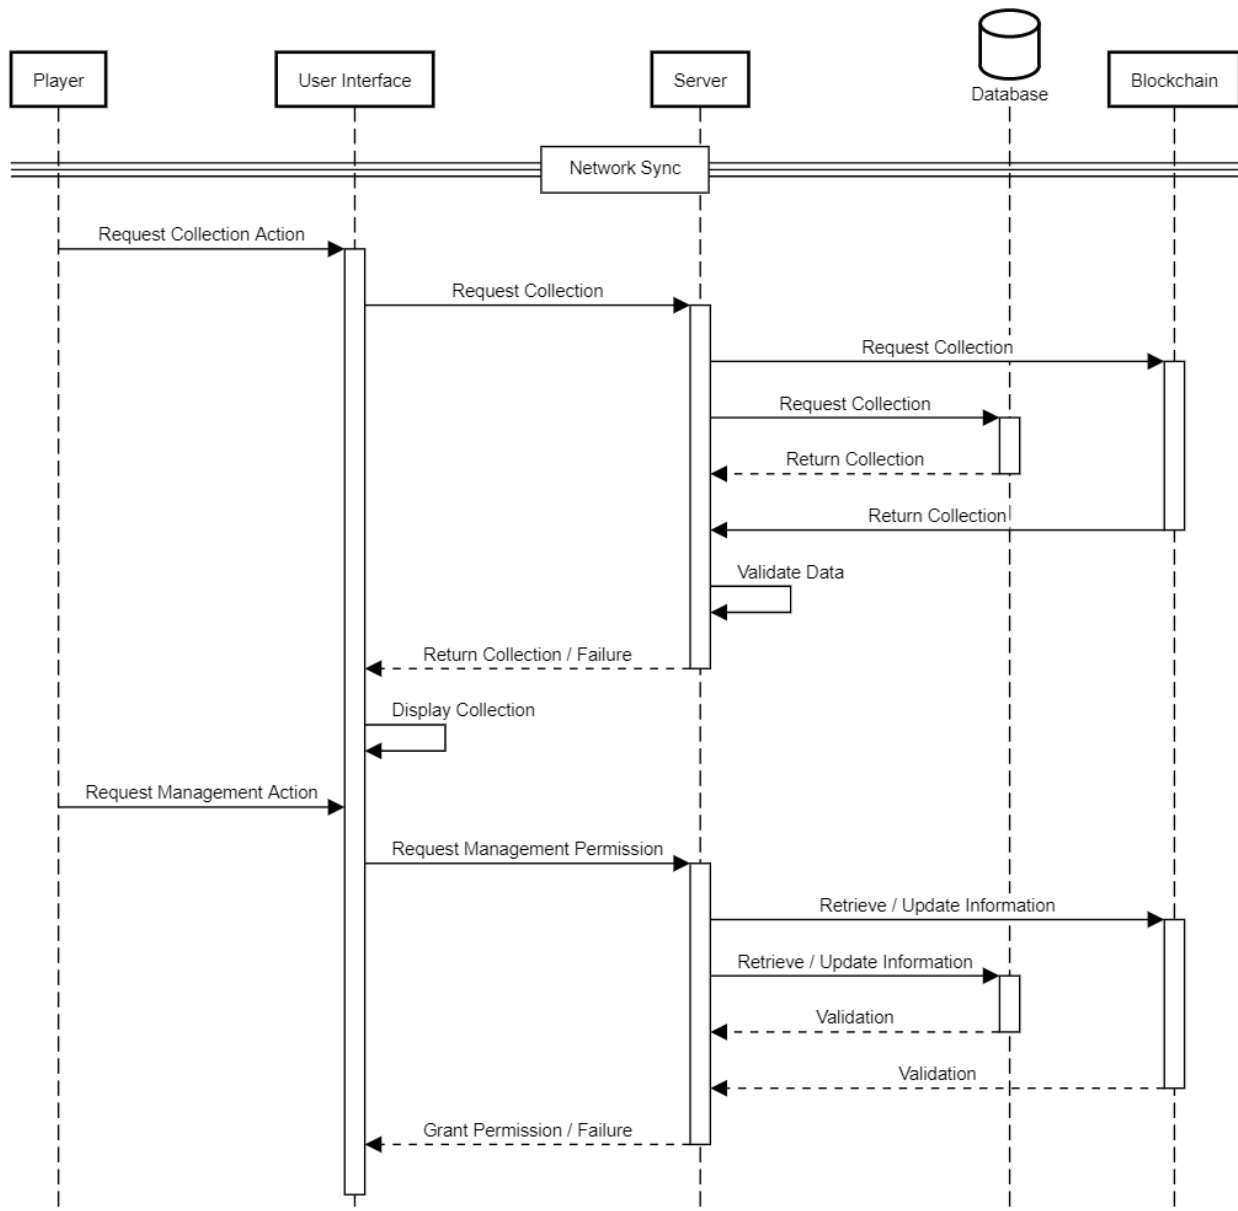 Player
User Interface
Server
Database
Blockchain
Network Sync
Request Collection Action
Request Collection
Request Collection
Request Collection
Return Collection
Return Collection
Validate Data
Return Collection / Failure
Display Collection
Request Management Action
Request Management Permission
Retrieve / Update Information
Retrieve / Update Information
Validation
Validation
Grant Permission / Failure